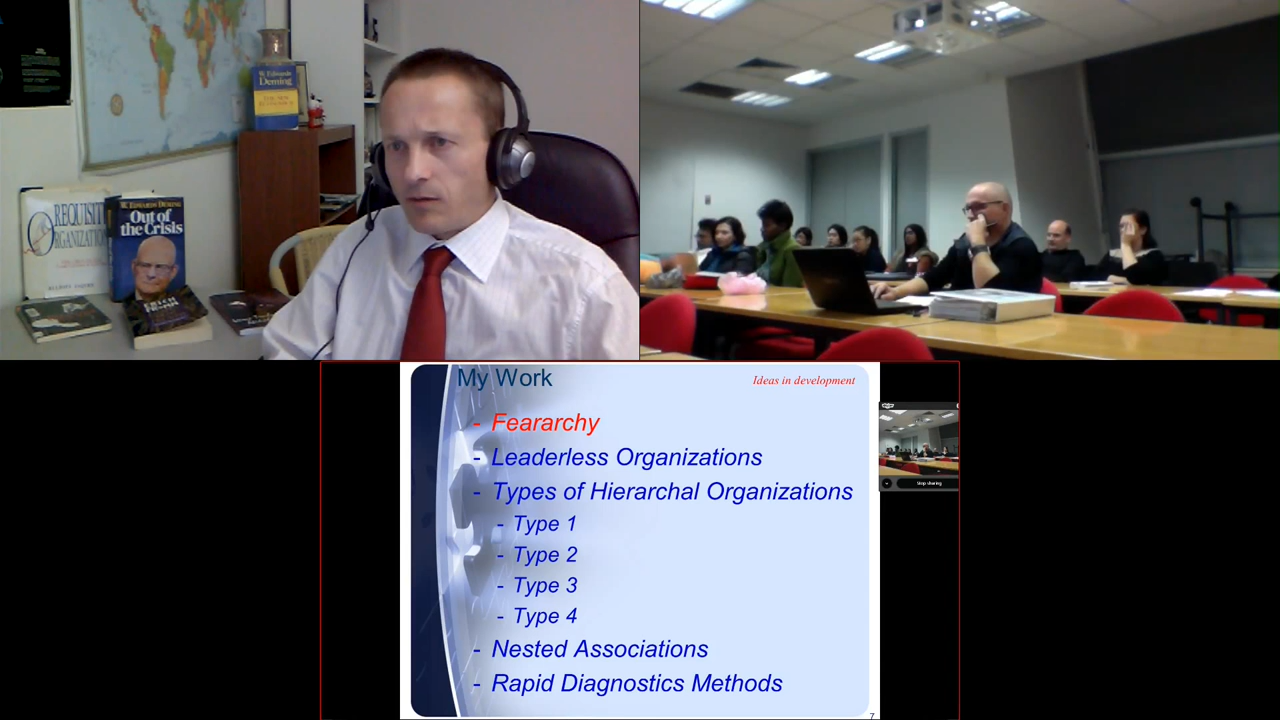 W. Edwards
Deming
REQUISITE
ORGANIZATION
W. EDWARDS DEMING
Out of
the Crisis
My Work
Ideas in development
- Feararchy
- Leaderless Organizations
- Types of Hierarchal Organizations
- Type 1
- Type 2
- Type 3
- Type 4
- Nested Associations
- Rapid Diagnostics Methods
7
Stop sharing